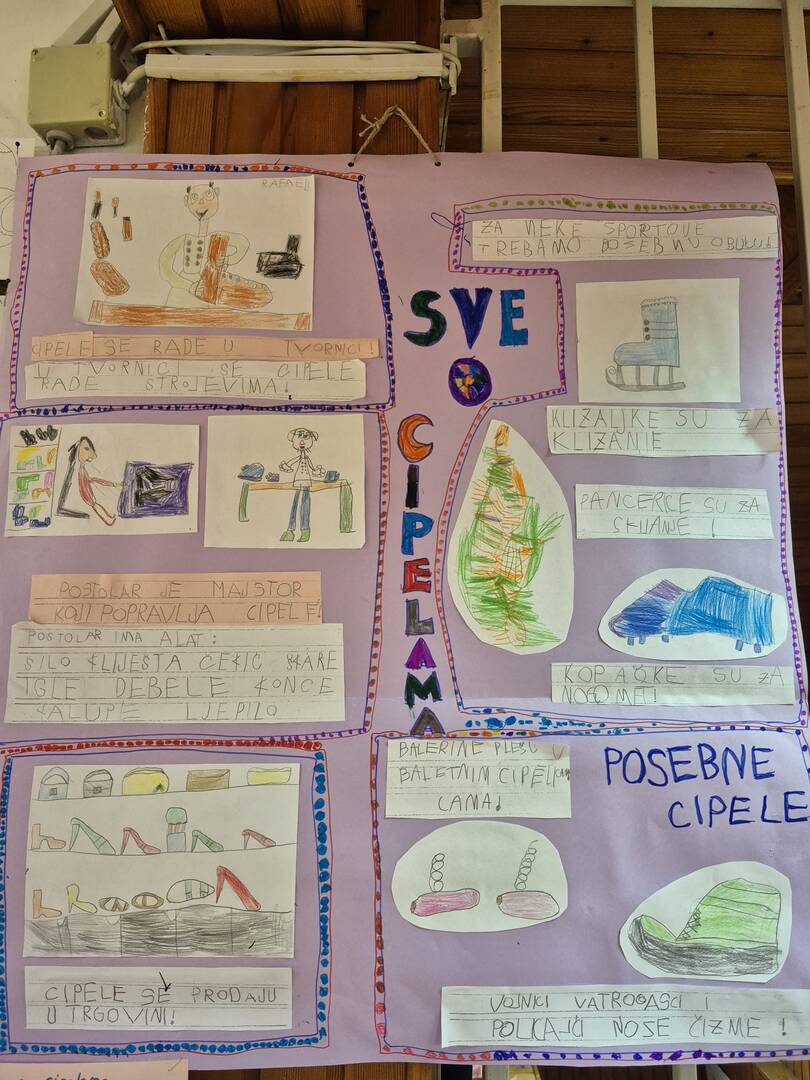 RAFAEL
CIPELE SE RADE U TVORNICI!
U TVORNICI SE CIPELE
RADE STROJEVIMA!
POSTOLAR JE MAJSTOR
KOJI POPRAVLJA CIPELE!
POSTOLAR IMA ALAT:
ŠILO KLIJEŠTA ČEKIĆ ŠKARE
IGLE DEBELE KONCE
KALUPE LJEPILO
CIPELE SE PRODAJU
U TRGOVINI!
SVE
O
CIPELAMA
ZA NEKE SPORTOVE
TREBAMO POSEBNU OBUĆU
KLIZALJKE SU ZA
KLIZANJE
PANCERCE SU ZA
SKIJANJE !
KOPAČKE SU ZA
NOGOMET!
BALERINE PLEŠU U
BALETNIM CIPELI
CAMA!
POSEBNE
CIPELE
VOJNICI VATROGASCI I
POLICAJCI NOSE ČIZME !